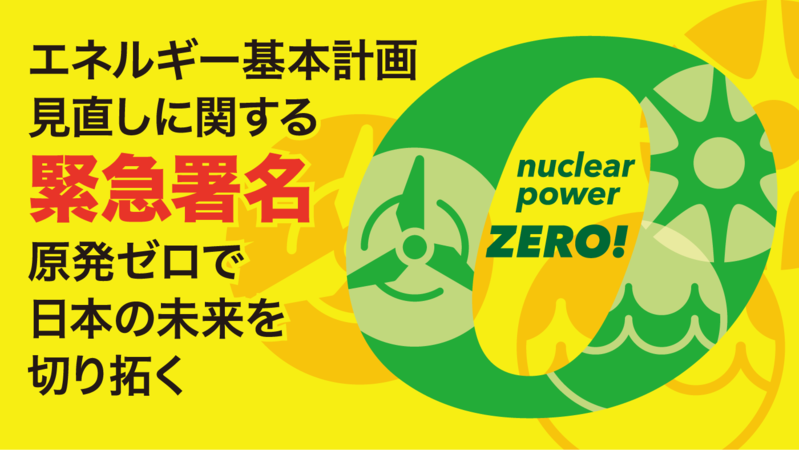 エネルギー基本計画
見直しに関する
緊急署名
原発ゼロで
日本の未来を
切り拓く
nuclear
power
ZERO!